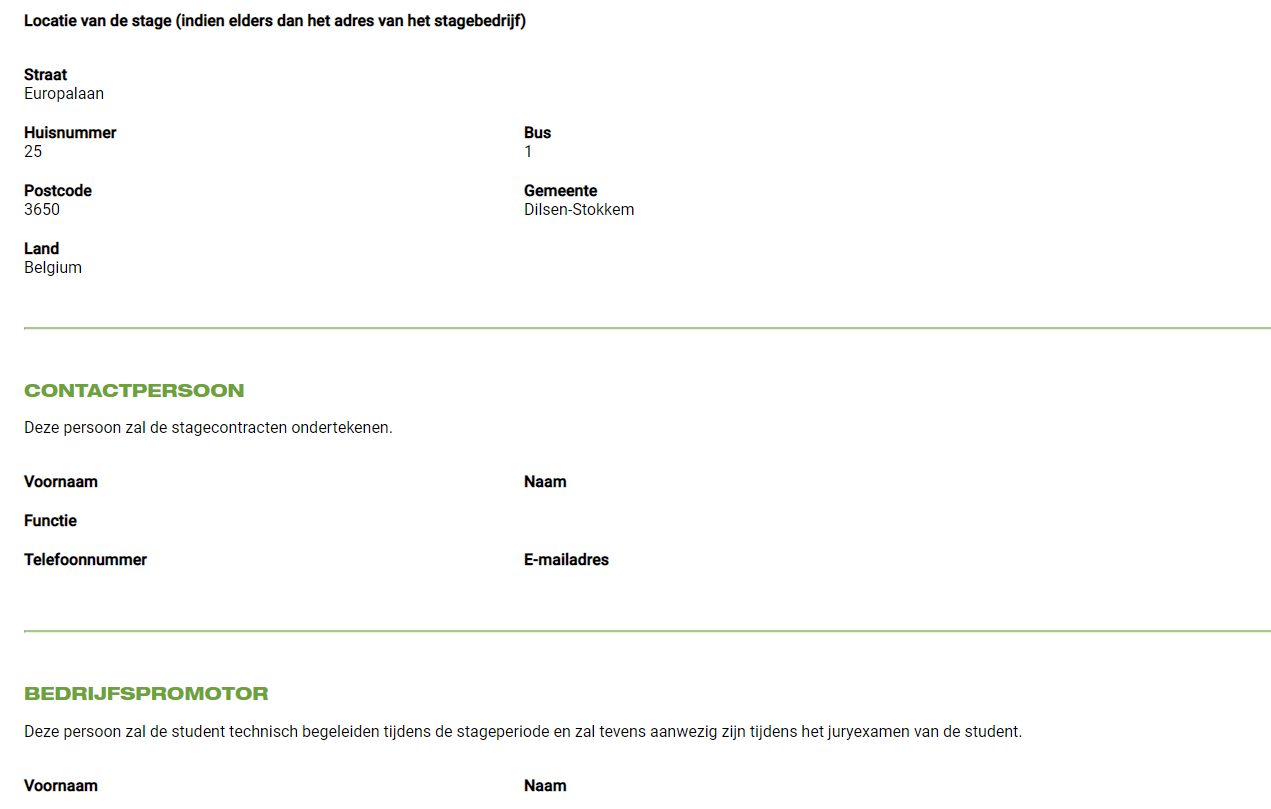 Locatie van de stage (indien elders dan het adres van het stagebedrijf)
Straat
Europalaan
Huisnummer Bus
25 1
Postcode Gemeente
3650 Dilsen-Stokkem
Land
Belgium
CONTACTPERSOON
Deze persoon zal de stagecontracten ondertekenen.
Voornaam Naam
Functie
Telefoonnummer E-mailadres
BEDRIJFSPROMOTOR
Deze persoon zal de student technisch begeleiden tijdens de stageperiode en zal tevens aanwezig zijn tijdens het juryexamen van de student.
Voornaam Naam